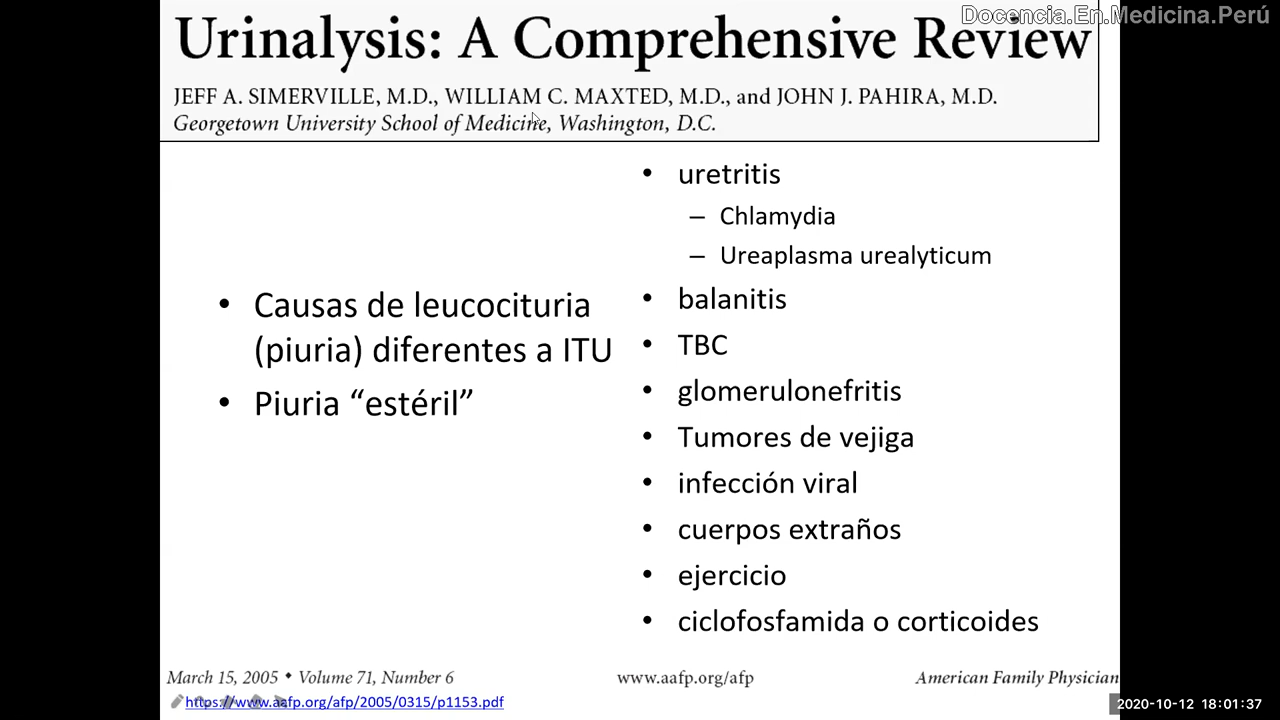 Docencia.En.Medicina.Perú
Urinalysis: A Comprehensive Review
JEFF A. SIMERVILLE, M.D., WILLIAM C. MAXTED, M.D., and JOHN J. PAHIRA, M.D.
Georgetown University School of Medicine, Washington, D.C.
• Causas de leucocituria
(piuria) diferentes a ITU
• Piuria “estéril”
• uretritis
– Chlamydia
– Ureaplasma urealyticum
• balanitis
• TBC
• glomerulonefritis
• Tumores de vejiga
• infección viral
• cuerpos extraños
• ejercicio
• ciclofosfamida o corticoides
March 15, 2005 ◆ Volume 71, Number 6
www.aafp.org/afp
American Family Physician
https://www.aafp.org/afp/2005/0315/p1153.pdf
2020-10-12 18:01:37